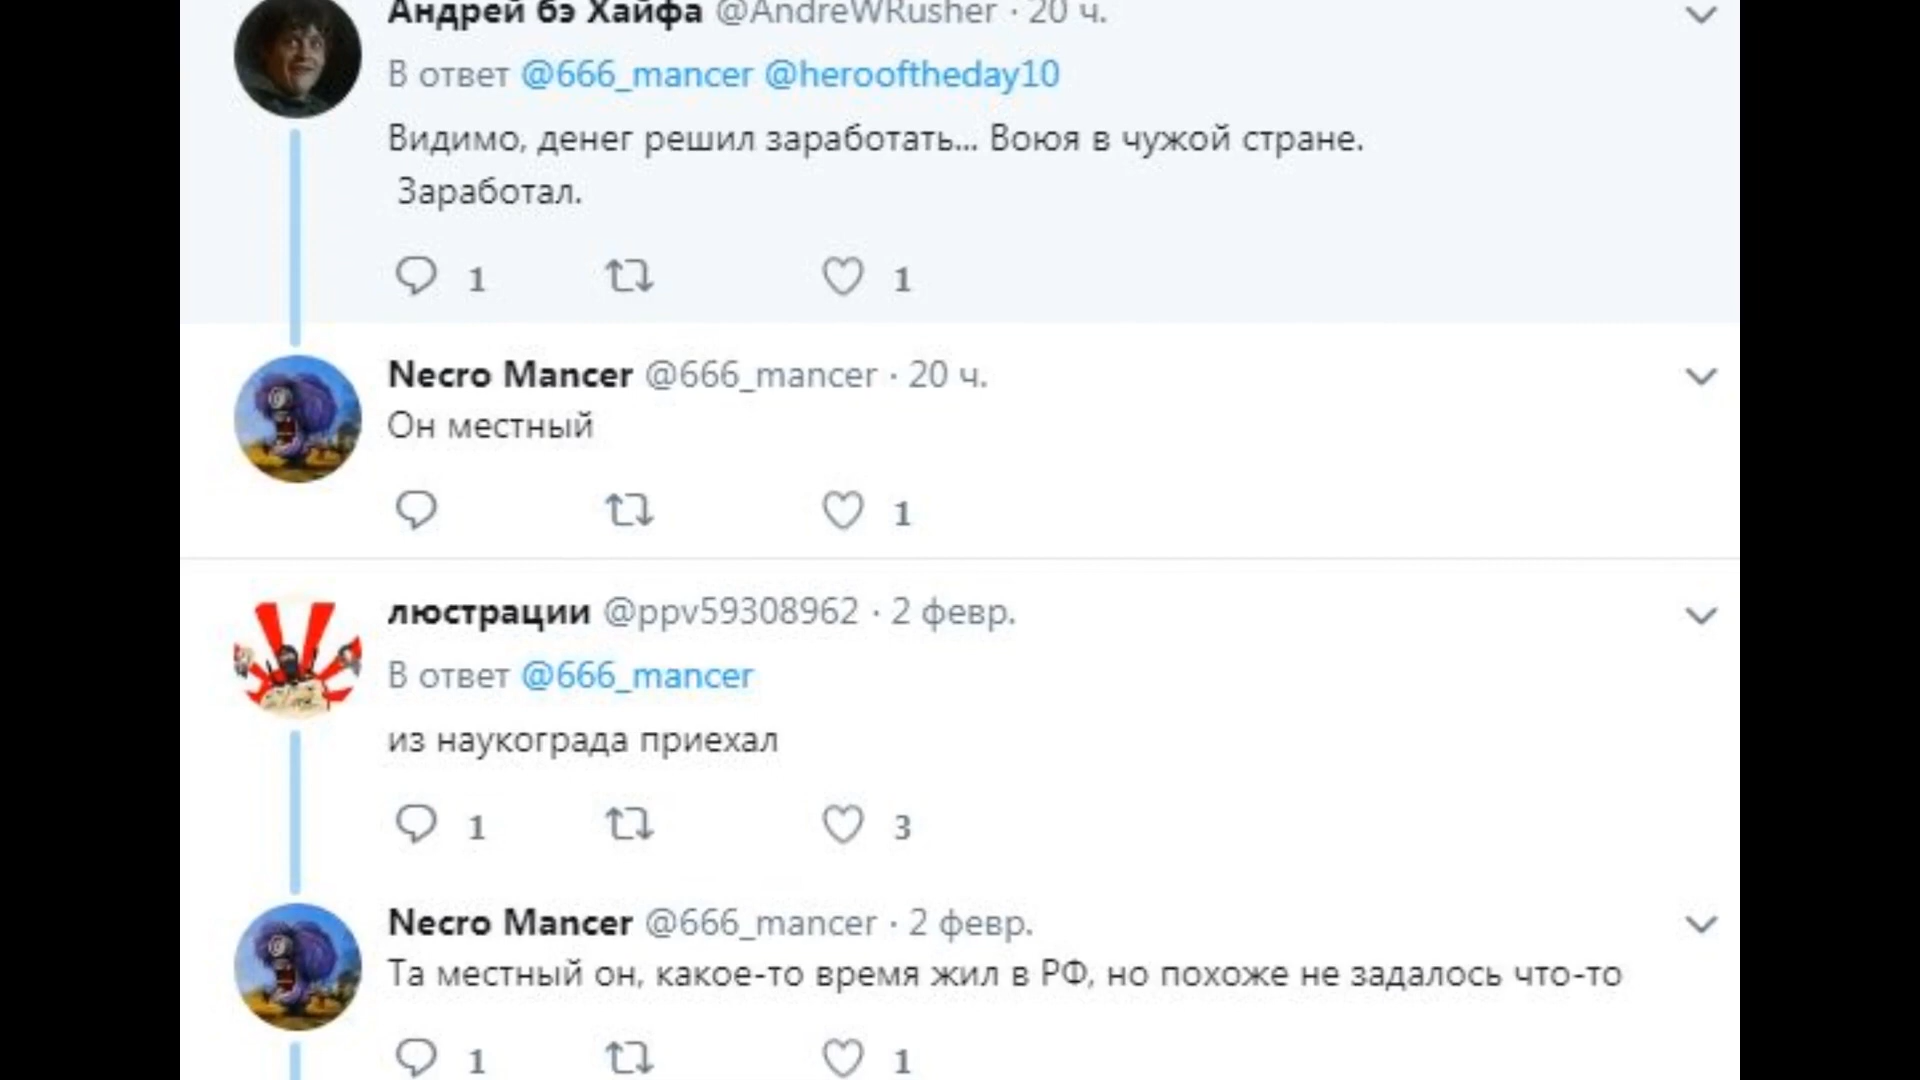 Андрей бэ Хайфа @AndreWRusher · 20 ч.
В ответ @666_mancer @herooftheday10
Видимо, денег решил заработать... Воюя в чужой стране.
Заработал.
1 1
Necro Mancer @666_mancer · 20 ч.
Он местный
1
люстрации @ppv59308962 · 2 февр.
В ответ @666_mancer
из наукограда приехал
1 3
Necro Mancer @666_mancer · 2 февр.
Та местный он, какое-то время жил в РФ, но похоже не задалось что-то
1 1